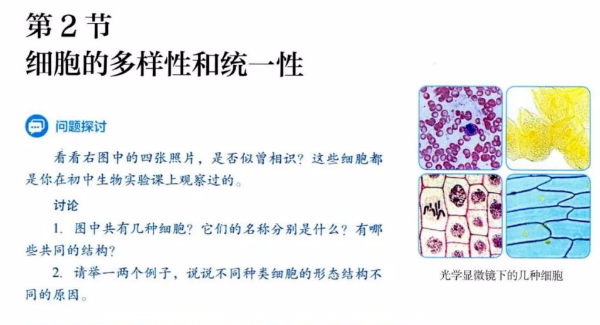 第2节
细胞的多样性和统一性
问题探讨
看看右图中的四张照片，是否似曾相识？这些细胞都
是你在初中生物实验课上观察过的。
讨论
1. 图中共有几种细胞？它们的名称分别是什么？有哪
些共同的结构？
2. 请举一两个例子，说说不同种类细胞的形态结构不
同的原因。
光学显微镜下的几种细胞